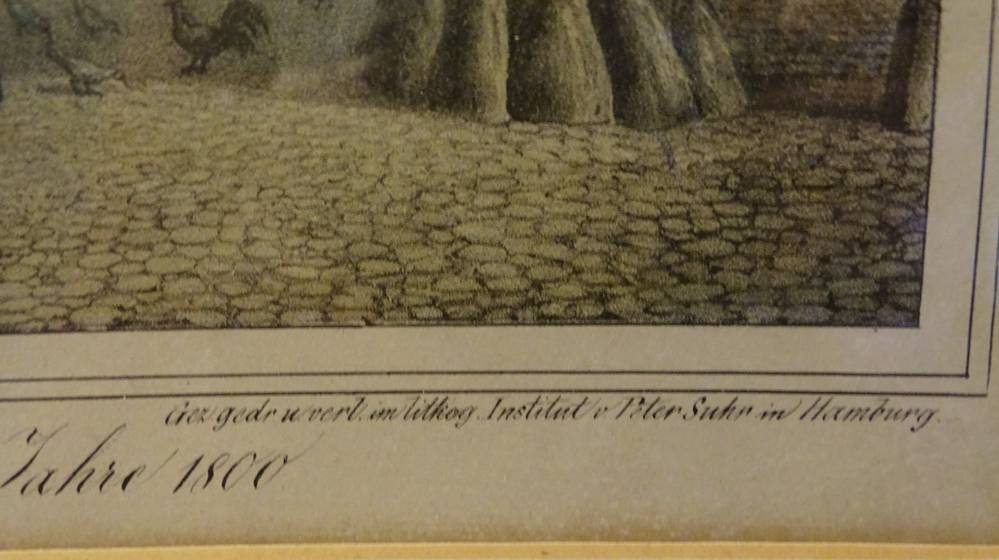 Gez gedr u. verl. im lithog. Institut v Peter Suhr in Hamburg.
Jahre 1800